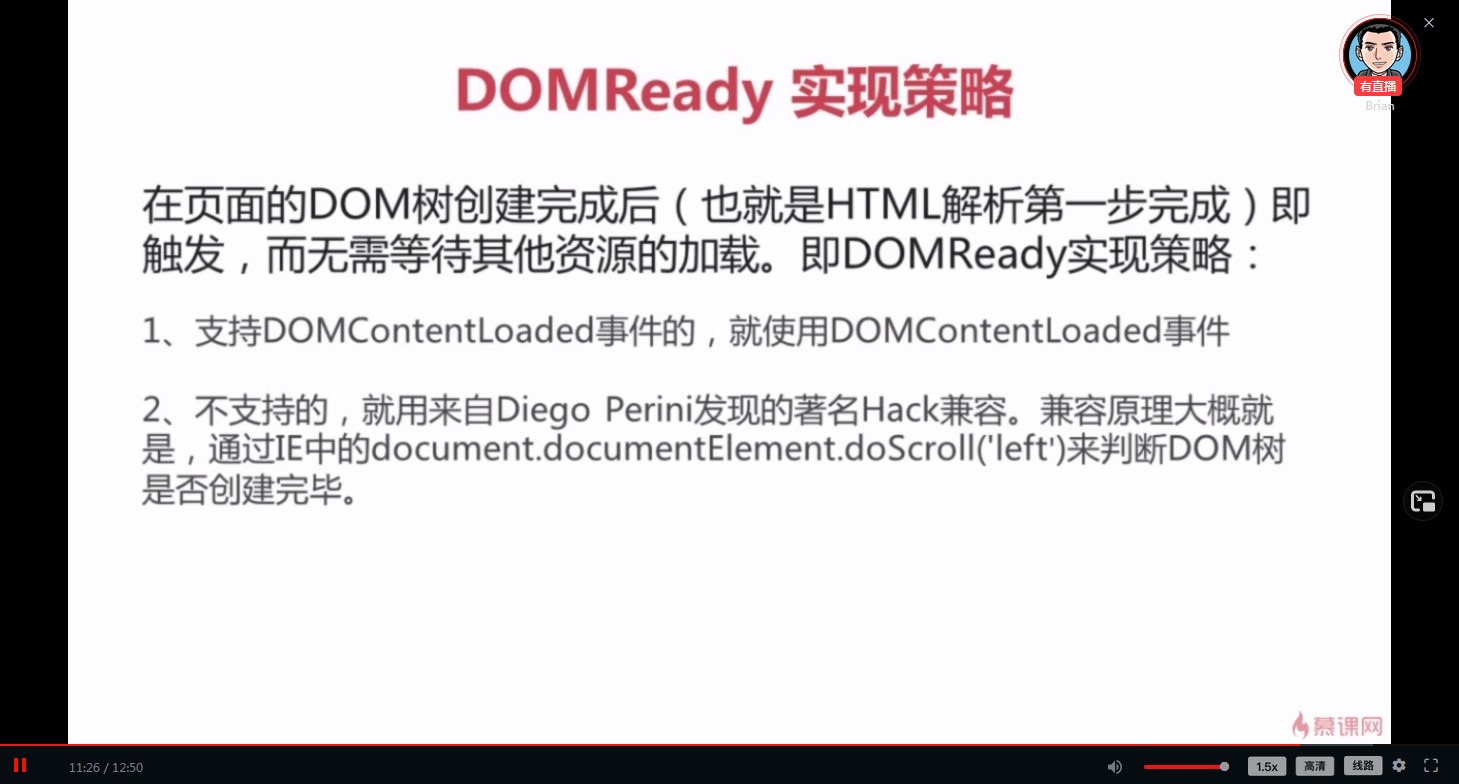 DOMReady 实现策略
有直播
Brian
在页面的DOM树创建完成后（也就是HTML解析第一步完成）即
触发，而无需等待其他资源的加载。即DOMReady实现策略：
1、支持DOMContentLoaded事件的，就使用DOMContentLoaded事件
2、不支持的，就用来自Diego Perini发现的著名Hack兼容。兼容原理大概就
是，通过IE中的document.documentElement.doScroll('left')来判断DOM树
是否创建完毕。
慕课网
11:26 / 12:50
1.5x
高清
线路